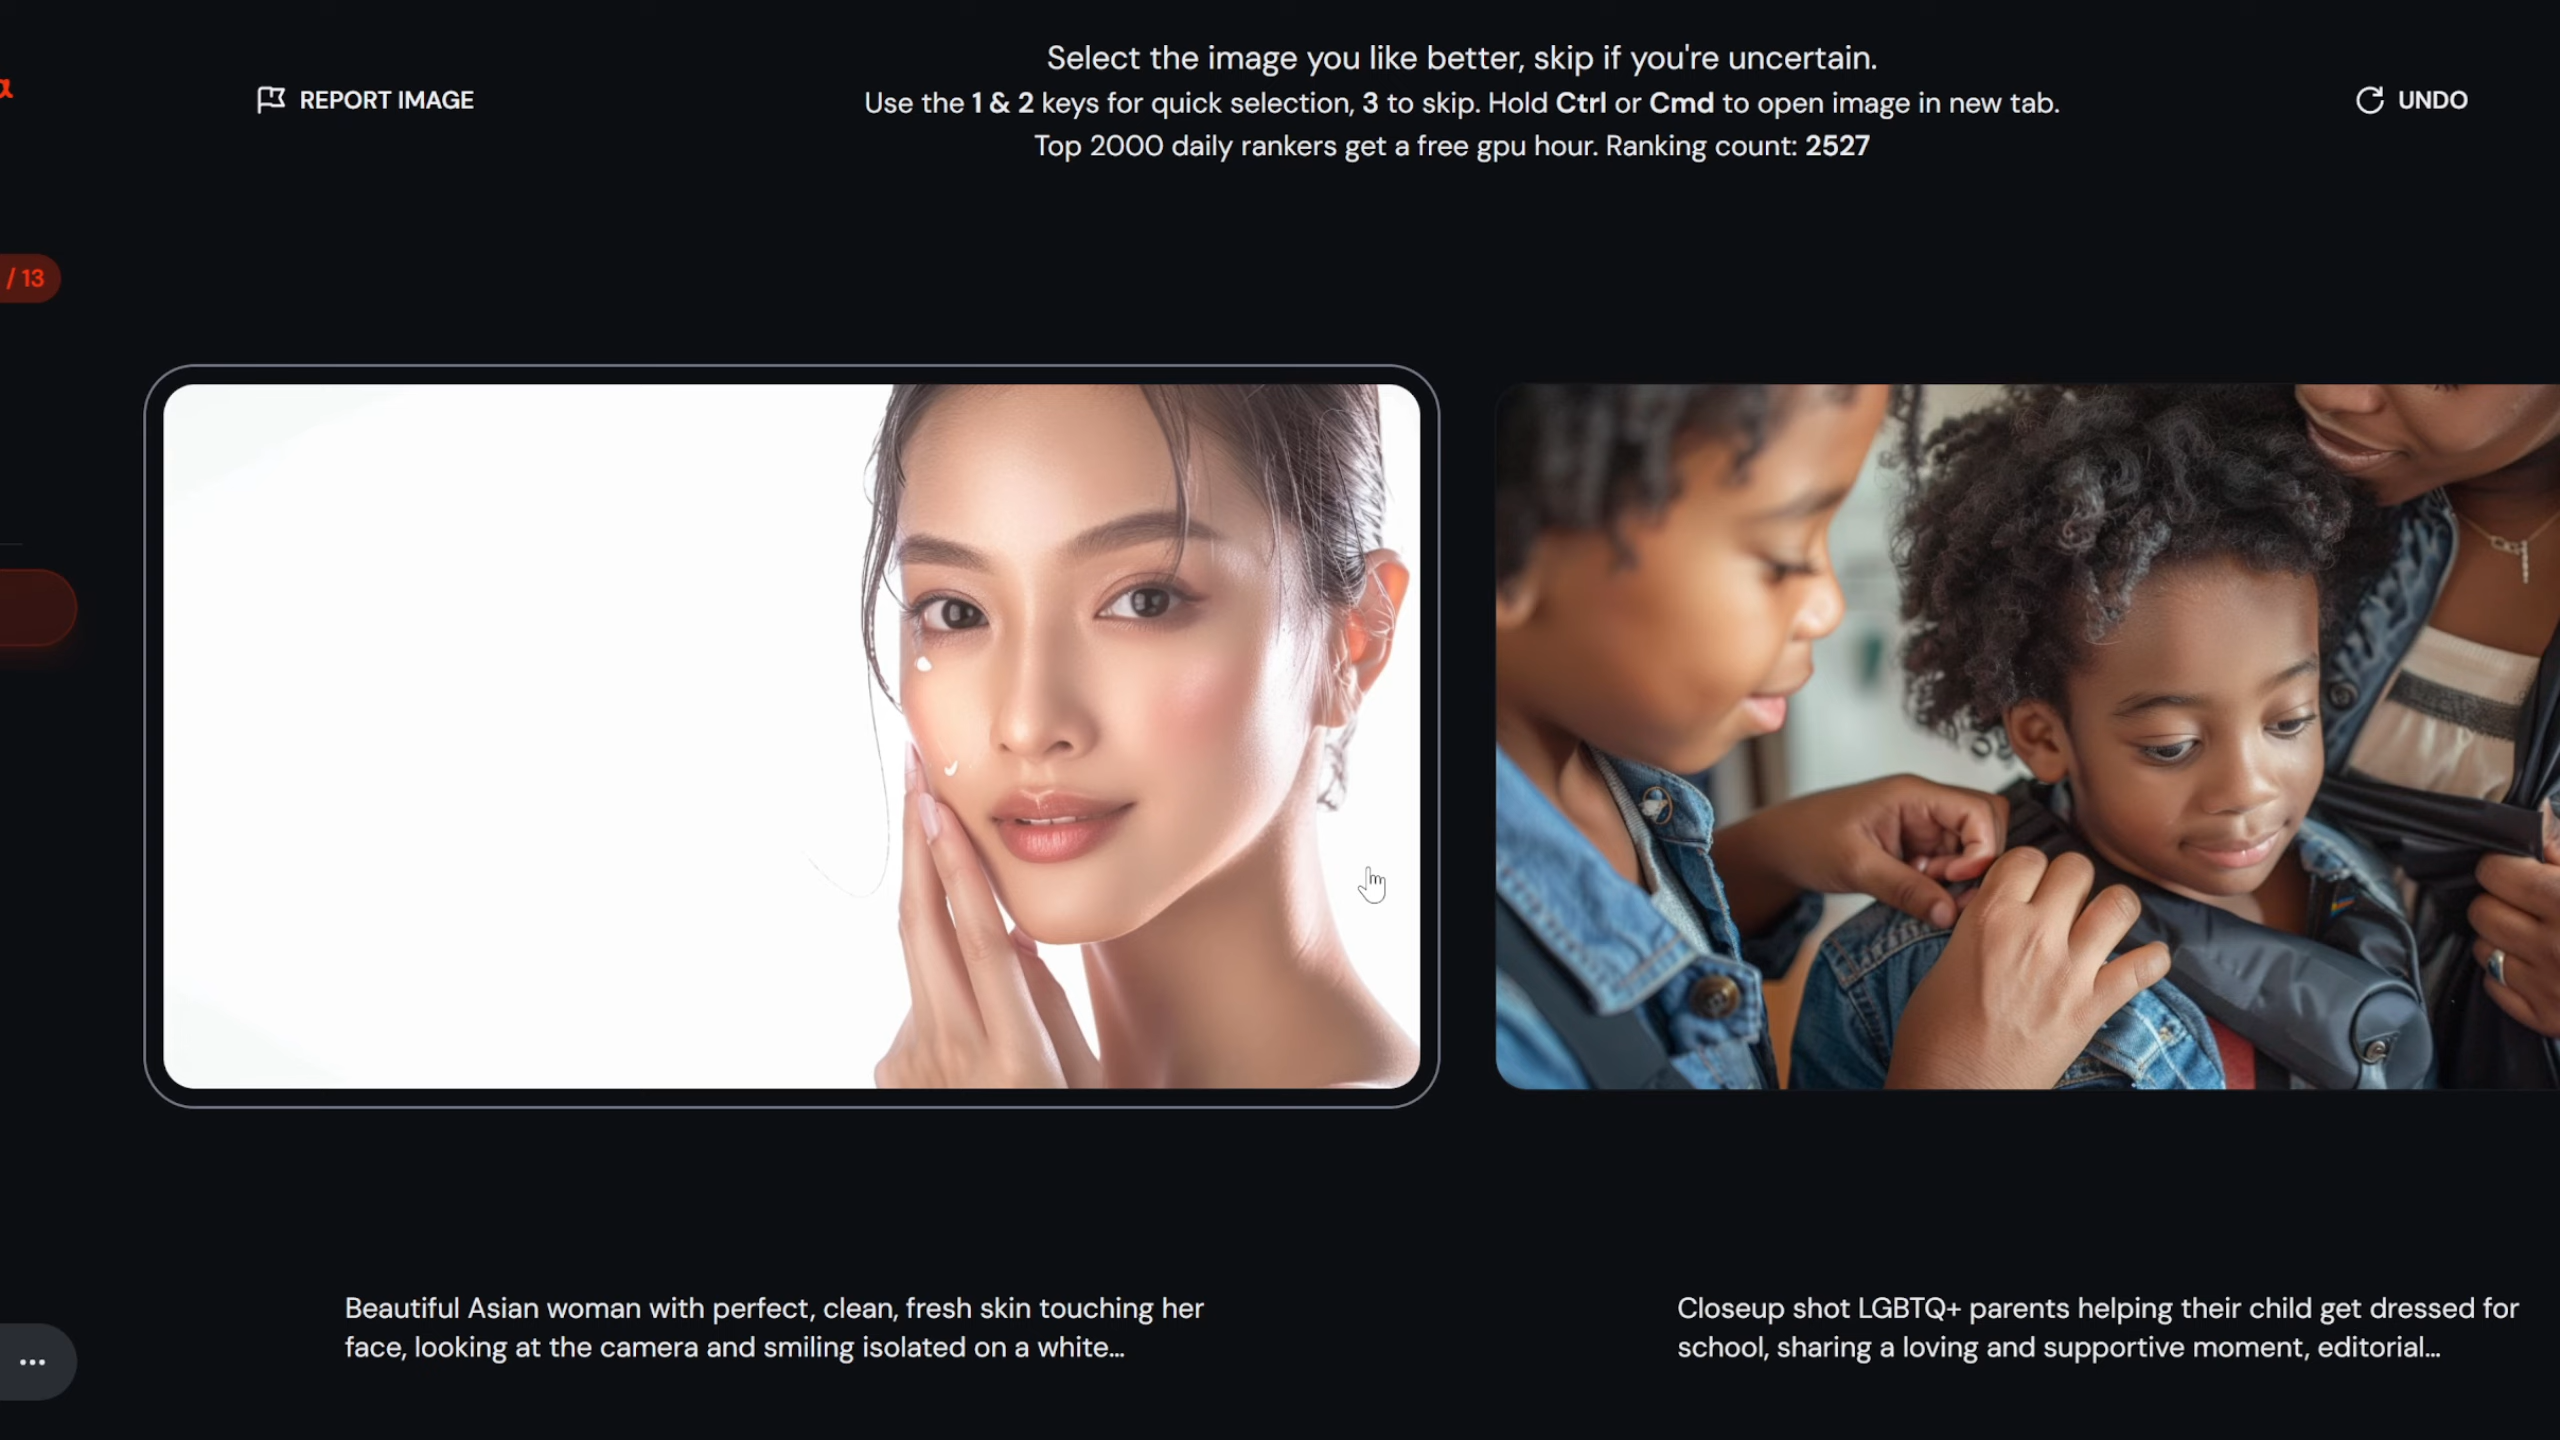 REPORT IMAGE
Select the image you like better, skip if you're uncertain.
Use the 1 & 2 keys for quick selection, 3 to skip. Hold Ctrl or Cmd to open image in new tab.
Top 2000 daily rankers get a free gpu hour. Ranking count: 2527
UNDO
/ 13
Beautiful Asian woman with perfect, clean, fresh skin touching her
face, looking at the camera and smiling isolated on a white...
Closeup shot LGBTQ+ parents helping their child get dressed for
school, sharing a loving and supportive moment, editorial...